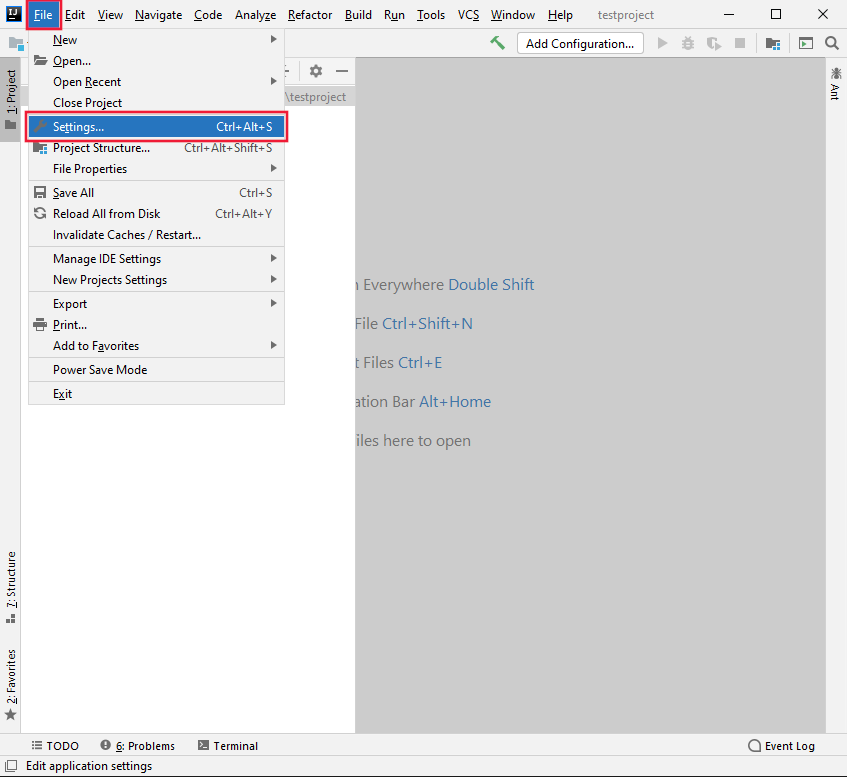 IJ File Edit View Navigate Code Analyze Refactor Build Run Tools VCS Window Help testproject
Add Configuration...
New
Open...
Open Recent
Close Project
\testproject
Settings... Ctrl+Alt+S
Project Structure... Ctrl+Alt+Shift+S
File Properties
Save All Ctrl+S
Reload All from Disk Ctrl+Alt+Y
Invalidate Caches / Restart...
Manage IDE Settings
New Projects Settings
Export
Print...
Add to Favorites
Power Save Mode
Exit
1: Project
7: Structure
2: Favorites
Everywhere Double Shift
File Ctrl+Shift+N
t Files Ctrl+E
ation Bar Alt+Home
iles here to open
Ant
TODO 6: Problems Terminal Event Log
Edit application settings